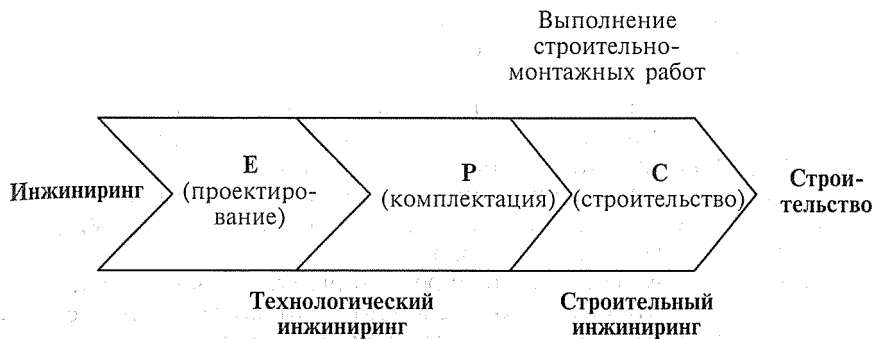 Выполнение
строительно-
монтажных работ
Инжиниринг
E
(проектиро-
вание)
P
(комплектация)
C
(строительство)
Строи-
тельство
Технологический
инжиниринг
Строительный
инжиниринг